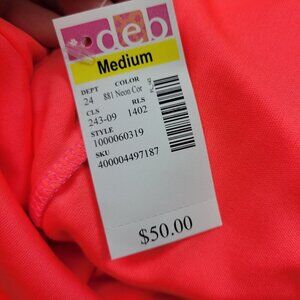 deb
Medium
DEPT COLOR
24 881 Neon Cor
CLS RLS
243-09 1402
STYLE
1000060319
SKU
400004497187
$50.00